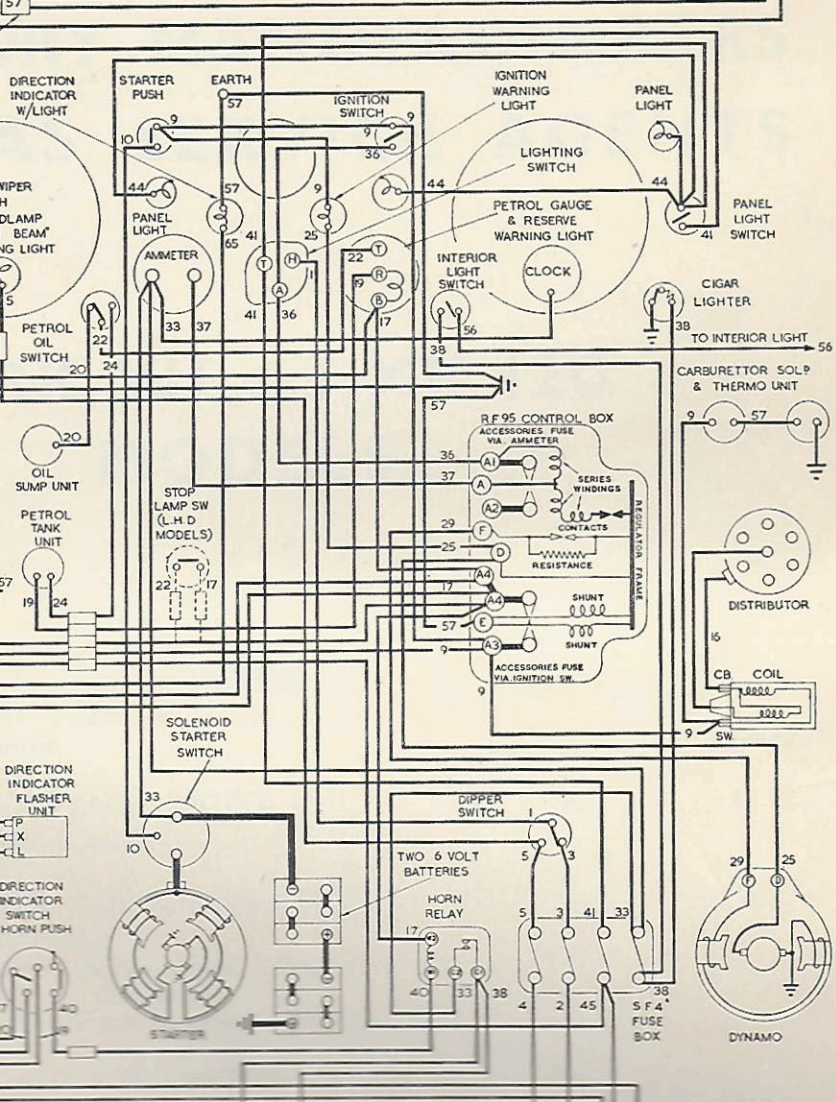 57
DIRECTION
INDICATOR
W/LIGHT
STARTER
PUSH
EARTH
57
IGNITION
SWITCH
IGNITION
WARNING
LIGHT
PANEL
LIGHT
9
10
9
9
36
LIGHTING
SWITCH
44
57
9
44
44
PANEL
LIGHT
65
41
25
PETROL GAUGE
& RESERVE
WARNING LIGHT
PANEL
LIGHT
SWITCH
41
WIPER
H
DLAMP
BEAM"
NG LIGHT
5
AMMETER
T
H
1
A
41
36
22
T
R
19
B
17
INTERIOR
LIGHT
SWITCH
CLOCK
CIGAR
LIGHTER
33
37
38
56
38
TO INTERIOR LIGHT
56
PETROL
OIL
SWITCH
22
20
24
CARBURETTOR SOLD
& THERMO UNIT
9
57
57
R.F 95 CONTROL BOX
ACCESSORIES FUSE
VIA. AMMETER
20
OIL
SUMP UNIT
36
A1
37
A
A2
SERIES
WINDINGS
CONTACTS
REGULATOR FRAME
29
F
25
D
RESISTANCE
STOP
LAMP SW
(L.H.D
MODELS)
22
17
PETROL
TANK
UNIT
57
19
24
A4
17
A4
SHUNT
57
E
SHUNT
9
A3
ACCESSORIES FUSE
VIA. IGNITION SW.
9
DISTRIBUTOR
16
CB
COIL
9
SW
SOLENOID
STARTER
SWITCH
33
10
DIRECTION
INDICATOR
FLASHER
UNIT
P
X
L
DIPPER
SWITCH
1
5
3
TWO 6 VOLT
BATTERIES
29
25
F
D
DIRECTION
INDICATOR
SWITCH
HORN PUSH
HORN
RELAY
17
5
3
41
33
40
33
38
4
2
45
38
S F 4
FUSE
BOX
DYNAMO
7
40
19
STARTER